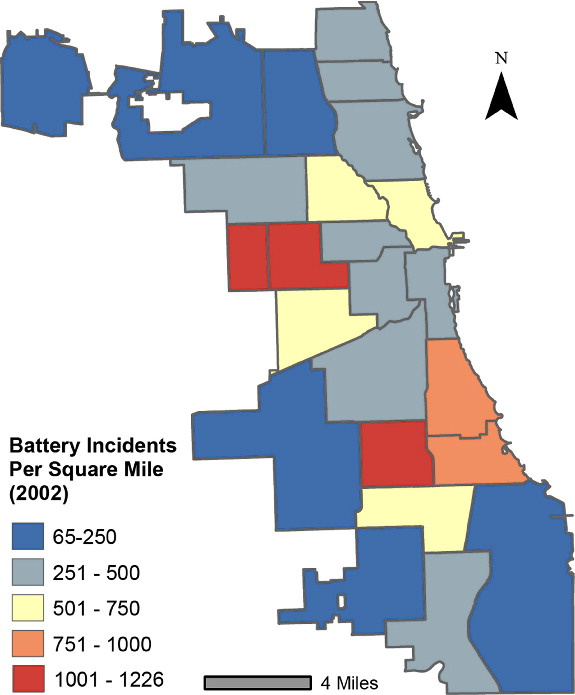 N
Battery Incidents
Per Square Mile
(2002)
65-250
251 - 500
501 - 750
751 - 1000
1001 - 1226
4 Miles